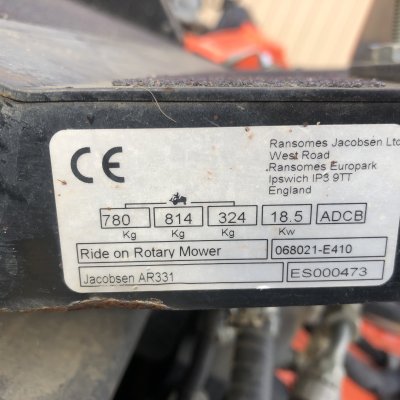 CE
Ransomes Jacobsen Ltd
West Road
Ransomes Europark
Ipswich IP3 9TT
England
780 814 324 18.5 ADCB
Kg Kg Kg Kw
Ride on Rotary Mower 068021-E410
Jacobsen AR331 ES000473